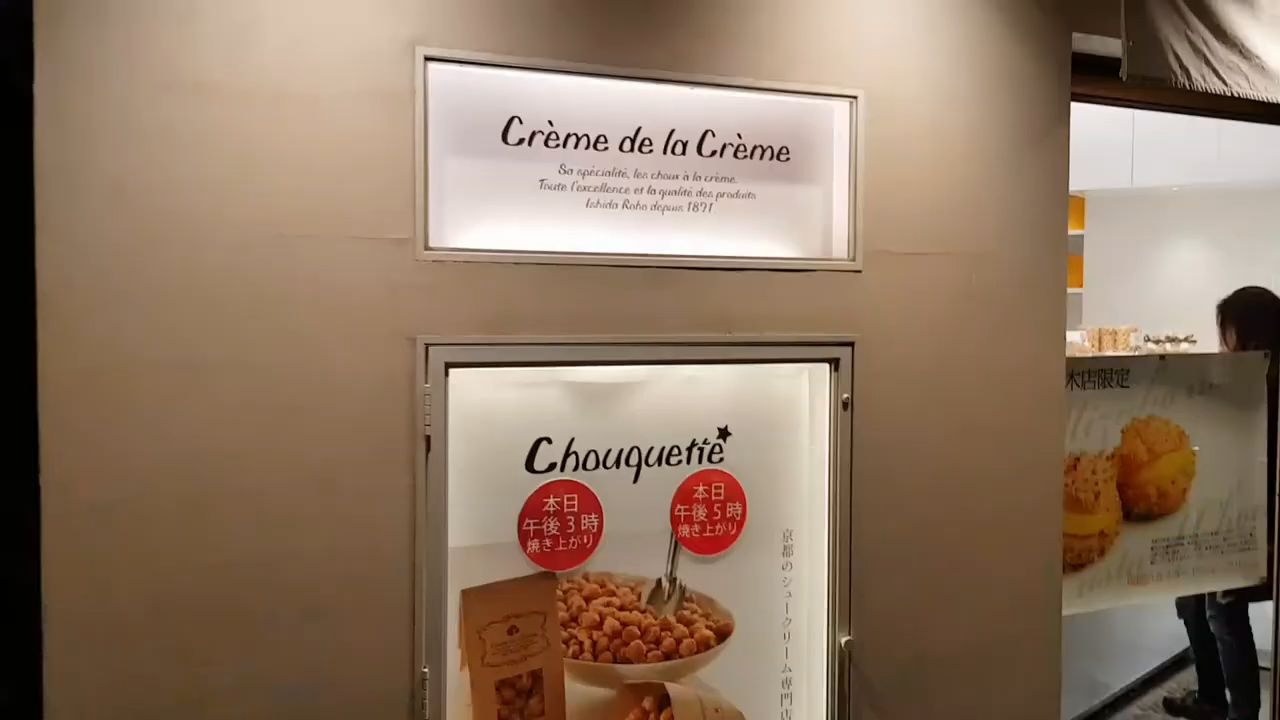 Crème de la Crème
Sa spécialité, les choux à la crème.
Toute l'excellence et la qualité des produits
Ishida Roho depuis 1891.
Chouquette
本日
午後3時
焼き上がり
本日
午後5時
焼き上がり
京都のシュークリーム専門店
本店限定